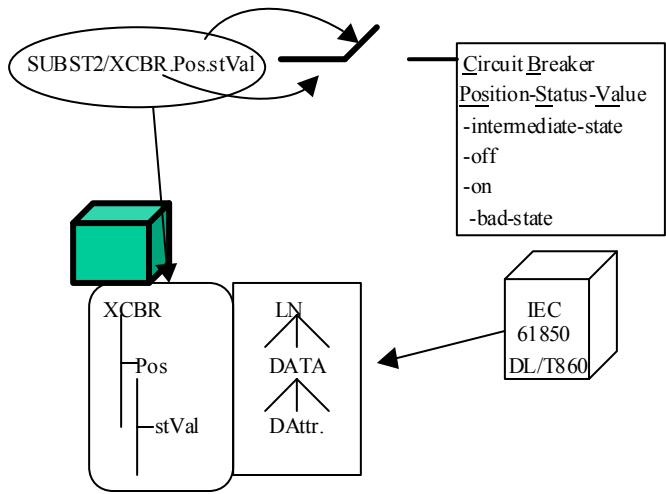 SUBST2/XCBR.Pos.stVal
Circuit Breaker
Position-Status-Value
-intermediate-state
-off
-on
-bad-state
XCBR
Pos
stVal
LN
DATA
DAttr.
IEC
61850
DL/T860